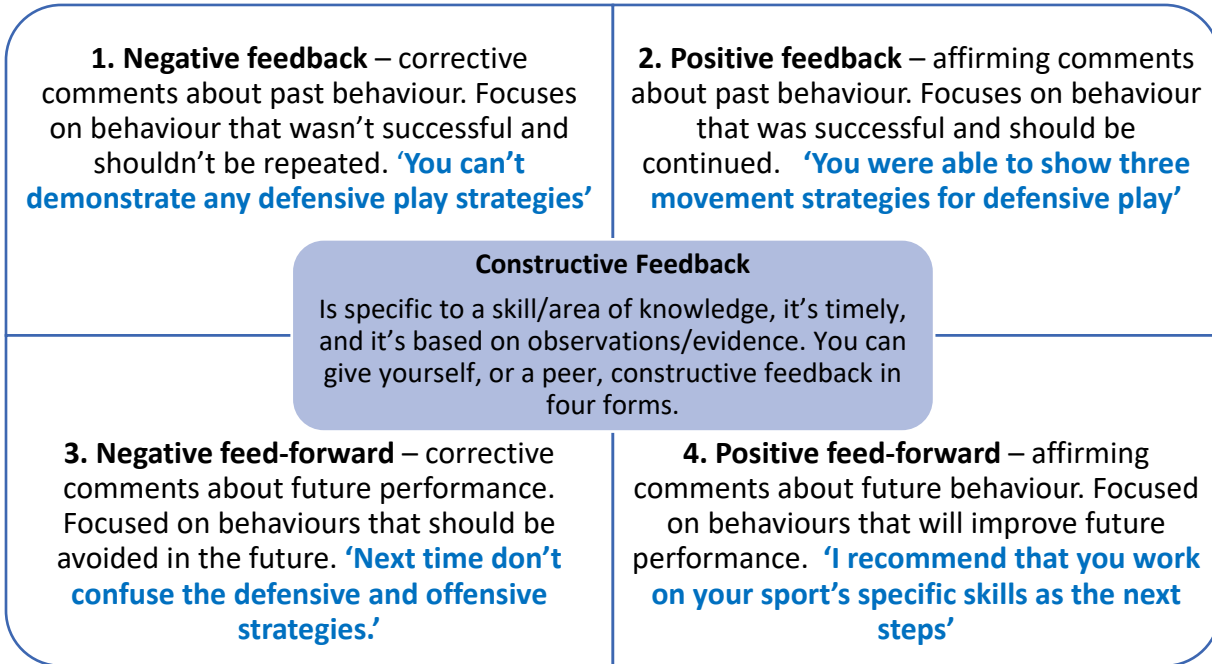 1. Negative feedback – corrective
comments about past behaviour. Focuses
on behaviour that wasn’t successful and
shouldn’t be repeated. ‘You can’t
demonstrate any defensive play strategies’
2. Positive feedback – affirming comments
about past behaviour. Focuses on behaviour
that was successful and should be
continued. ‘You were able to show three
movement strategies for defensive play’
Constructive Feedback
Is specific to a skill/area of knowledge, it’s timely,
and it’s based on observations/evidence. You can
give yourself, or a peer, constructive feedback in
four forms.
3. Negative feed-forward – corrective
comments about future performance.
Focused on behaviours that should be
avoided in the future. ‘Next time don’t
confuse the defensive and offensive
strategies.’
4. Positive feed-forward – affirming
comments about future behaviour. Focused
on behaviours that will improve future
performance. ‘I recommend that you work
on your sport’s specific skills as the next
steps’